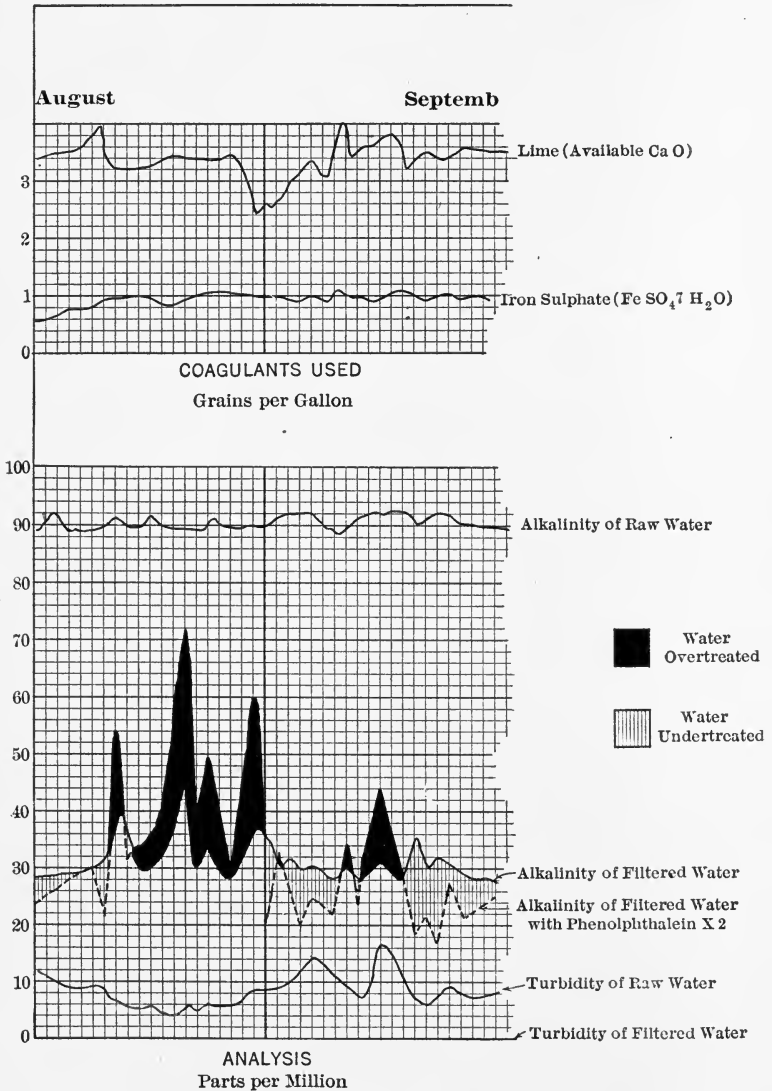 August Septemb
Lime (Available Ca O)
3
2
1
Iron Sulphate (Fe SO4 7 H2O)
0
COAGULANTS USED
Grains per Gallon
100
90
Alkalinity of Raw Water
80
70
Water
Overtreated
60
Water
Undertreated
50
40
30
Alkalinity of Filtered Water
Alkalinity of Filtered Water
with Phenolphthalein X 2
20
10
Turbidity of Raw Water
0
Turbidity of Filtered Water
ANALYSIS
Parts per Million